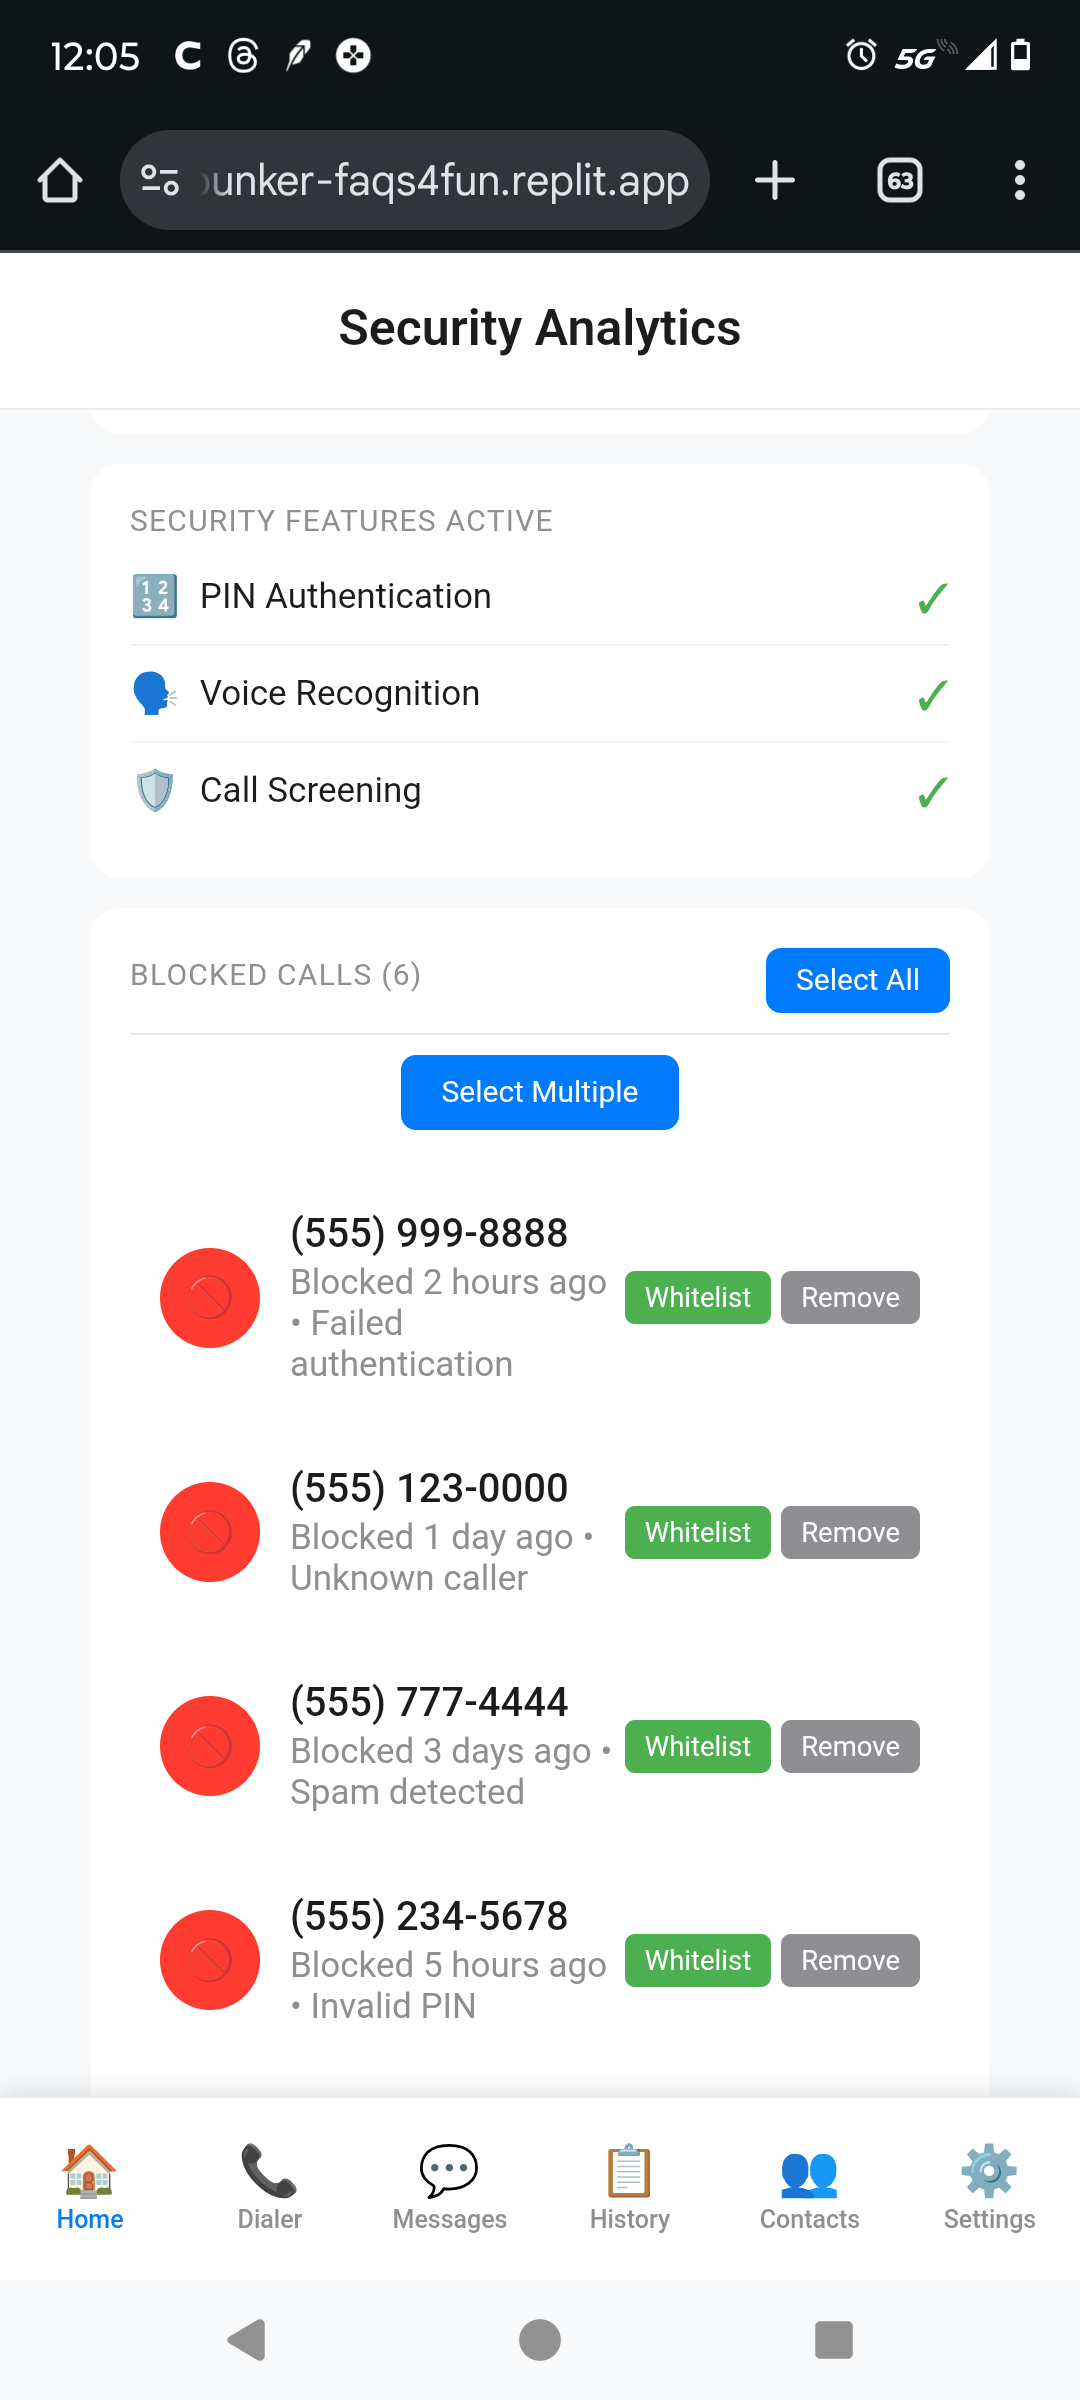 12:05
5G
unker-faqs4fun.replit.app
63
Security Analytics
SECURITY FEATURES ACTIVE
1 2
3 4
PIN Authentication
✓
Voice Recognition
✓
Call Screening
✓
BLOCKED CALLS (6)
Select All
Select Multiple
(555) 999-8888
Blocked 2 hours ago
• Failed
authentication
Whitelist
Remove
(555) 123-0000
Blocked 1 day ago •
Unknown caller
Whitelist
Remove
(555) 777-4444
Blocked 3 days ago •
Spam detected
Whitelist
Remove
(555) 234-5678
Blocked 5 hours ago
• Invalid PIN
Whitelist
Remove
Home
Dialer
Messages
History
Contacts
Settings